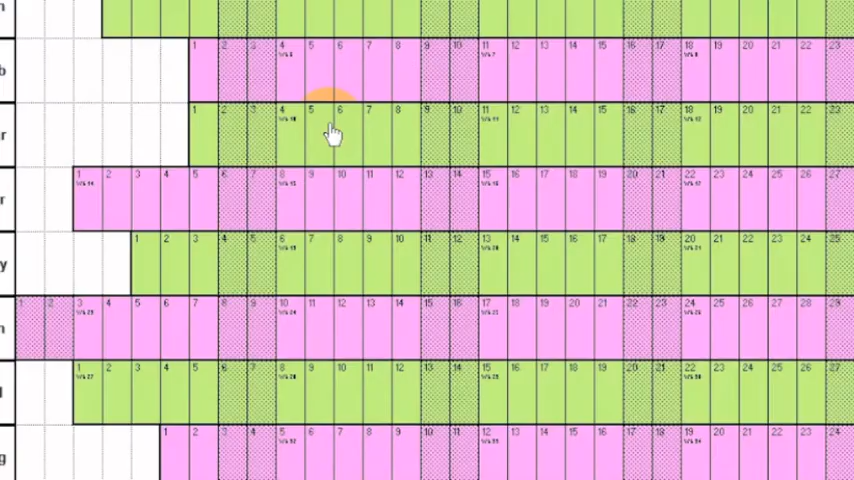 n
b 1 2 3 4 5 6 7 8 9 10 11 12 13 14 15 16 17 18 19 20 21 22 23
r 1 2 3 4 5 6 7 8 9 10 11 12 13 14 15 16 17 18 19 20 21 22 23
r 1 2 3 4 5 6 7 8 9 10 11 12 13 14 15 16 17 18 19 20 21 22 23 24 25 26 27
y 1 2 3 4 5 6 7 8 9 10 11 12 13 14 15 16 17 18 19 20 21 22 23 24 25
n 1 2 3 4 5 6 7 8 9 10 11 12 13 14 15 16 17 18 19 20 21 22 23 24 25 26 27 28 29
l 1 2 3 4 5 6 7 8 9 10 11 12 13 14 15 16 17 18 19 20 21 22 23 24 25 26 27
g 1 2 3 4 5 6 7 8 9 10 11 12 13 14 15 16 17 18 19 20 21 22 23 24